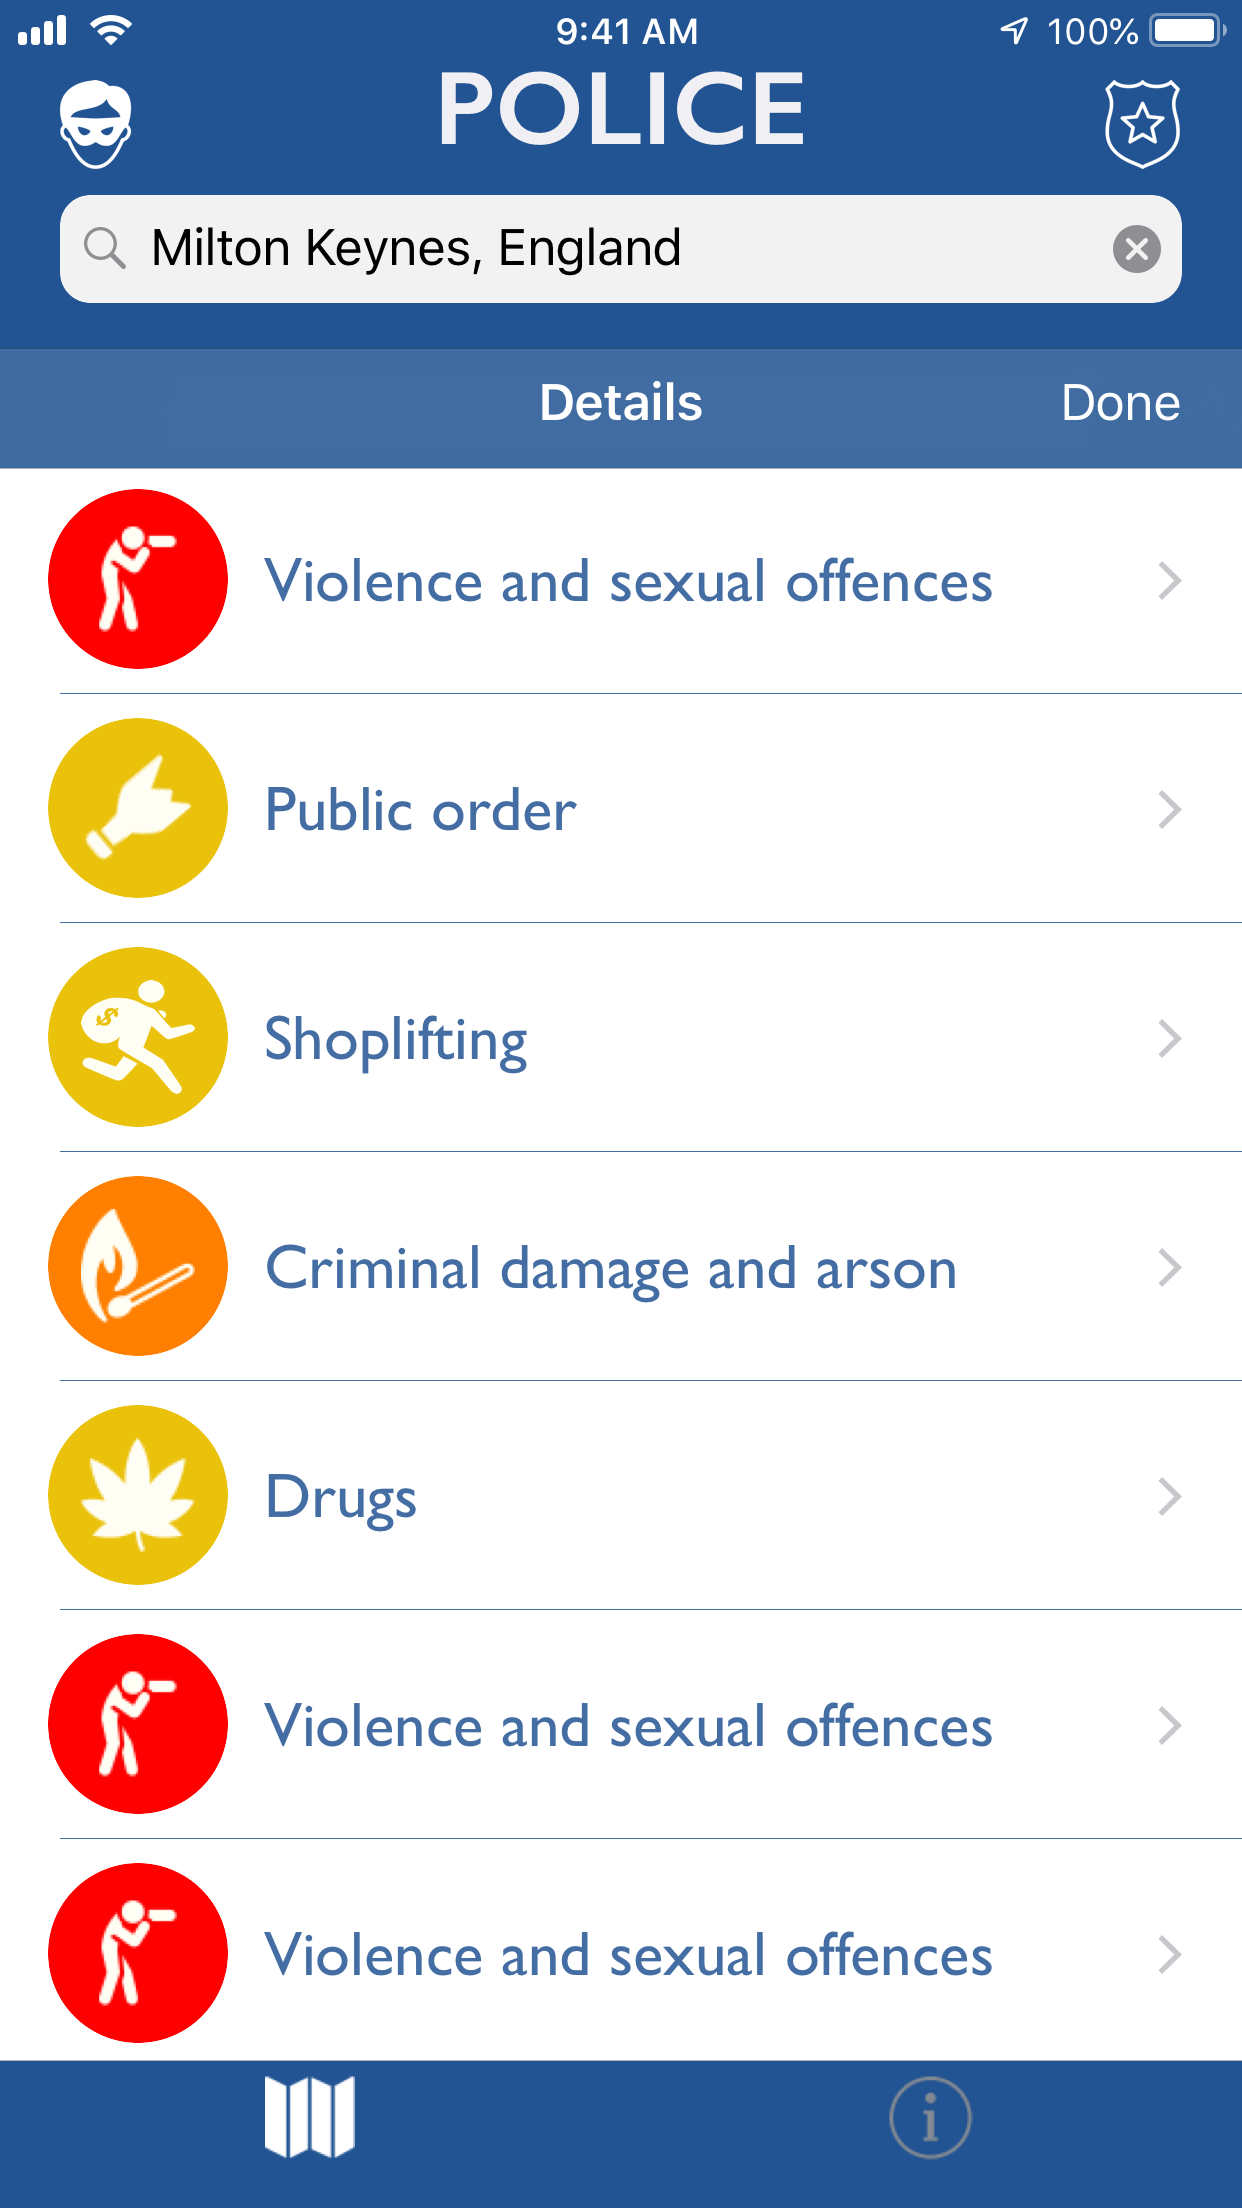 9:41 AM
100%
POLICE
Milton Keynes, England
Details
Done
Violence and sexual offences
Public order
$
Shoplifting
Criminal damage and arson
Drugs
Violence and sexual offences
Violence and sexual offences
i